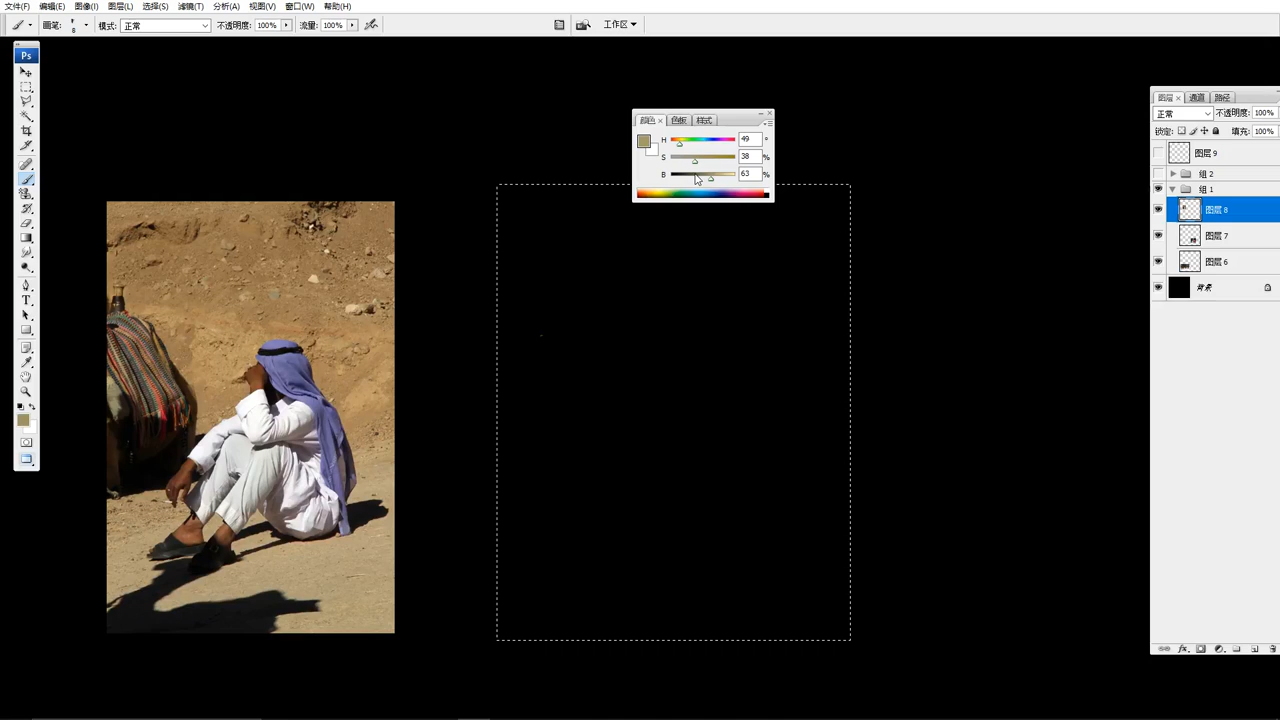 文件(F) 编辑(E) 图像(I) 图层(L) 选择(S) 滤镜(T) 分析(A) 视图(V) 窗口(W) 帮助(H)
画笔: 8 模式: 正常 不透明度: 100% 流量: 100% 工作区
Ps
颜色 色板 样式
H 49 °
S 38 %
B 63 %
图层 通道 路径
正常 不透明度: 100%
锁定: 填充: 100%
图层 9
组 2
组 1
图层 8
图层 7
图层 6
背景